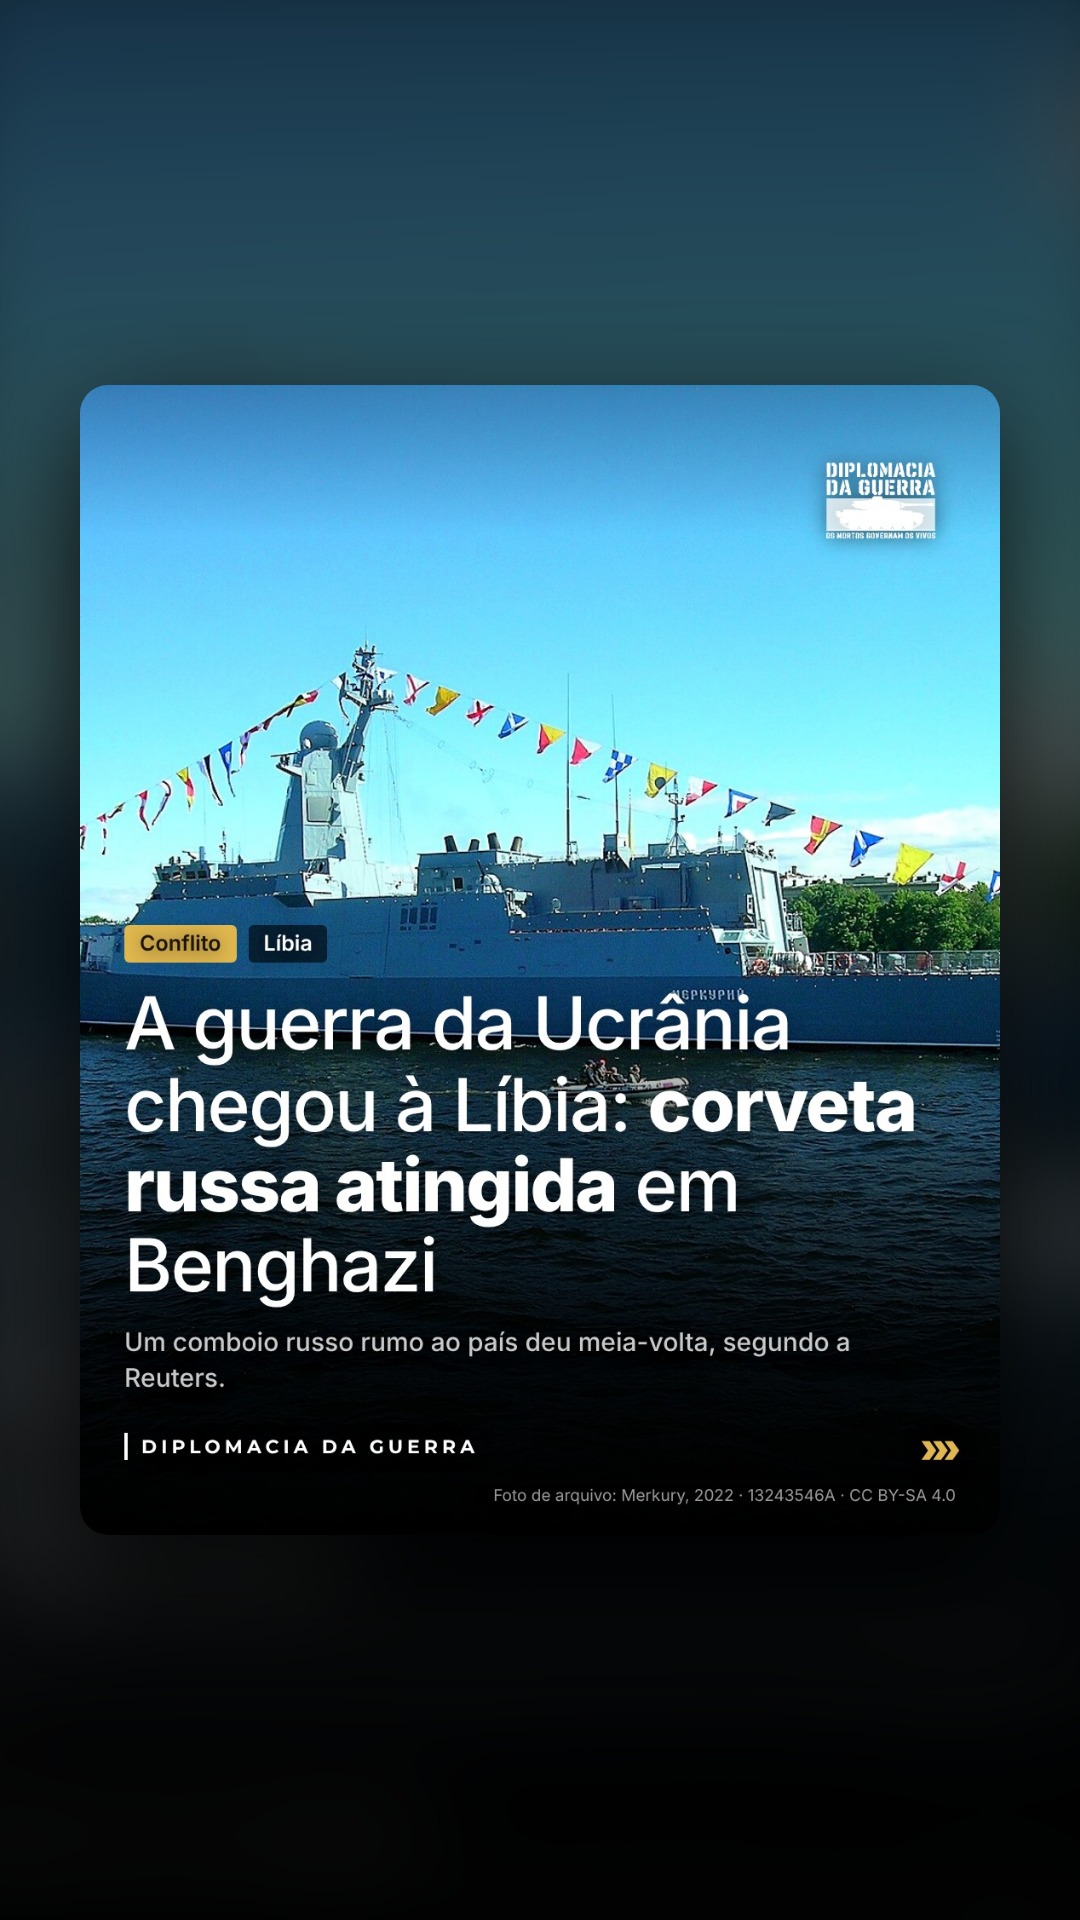 DIPLOMACIA
DA GUERRA
OS MORTOS GOVERNAM OS VIVOS
Conflito
Líbia
МЕРКУРИЙ
A guerra da Ucrânia
chegou à Líbia: corveta
russa atingida em
Benghazi
Um comboio russo rumo ao país deu meia-volta, segundo a
Reuters.
DIPLOMACIA DA GUERRA
Foto de arquivo: Merkury, 2022 · 13243546A · CC BY-SA 4.0